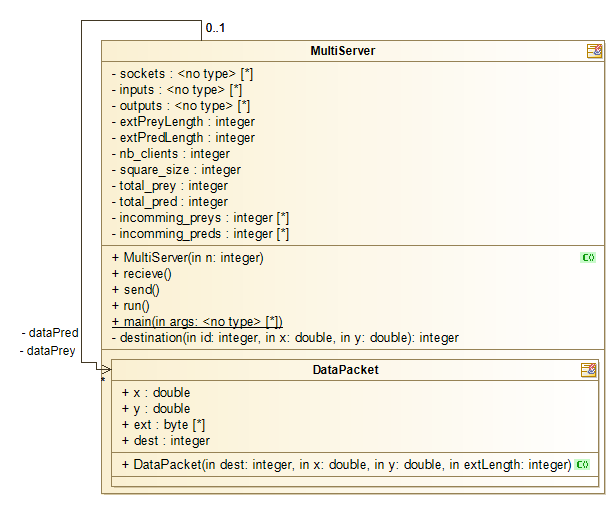 0..1
MultiServer
- sockets : <no type> [*]
- inputs : <no type> [*]
- outputs : <no type> [*]
- extPreyLength : integer
- extPredLength : integer
- nb_clients : integer
- square_size : integer
- total_prey : integer
- total_pred : integer
- incomming_preys : integer [*]
- incomming_preds : integer [*]
+ MultiServer(in n: integer)
+ recieve()
+ send()
+ run()
+ main(in args: <no type> [*])
- destination(in id: integer, in x: double, in y: double): integer
- dataPred
- dataPrey
*
DataPacket
+ x : double
+ y : double
+ ext : byte [*]
+ dest : integer
+ DataPacket(in dest: integer, in x: double, in y: double, in extLength: integer)